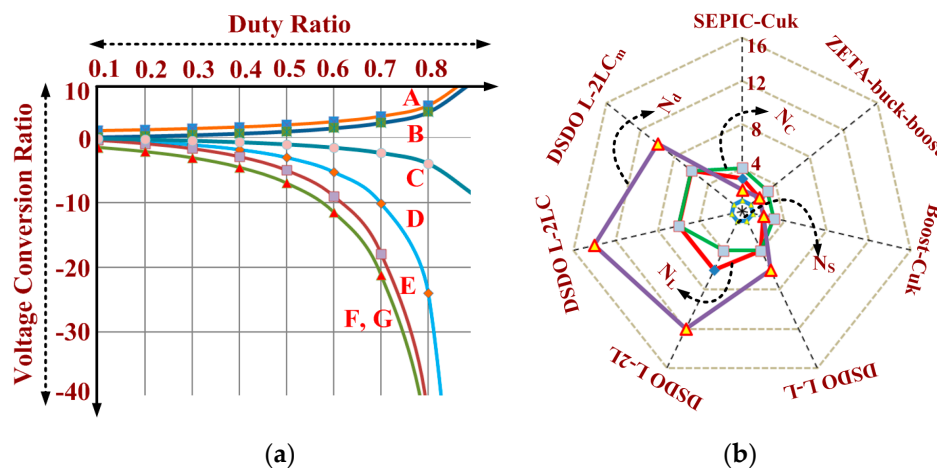 Duty Ratio
0.1 0.2 0.3 0.4 0.5 0.6 0.7 0.8
Voltage Conversion Ratio
10
0
-10
-20
-30
-40
A
B
C
D
E
F, G
(a)
SEPIC-Cuk
ZETA-buck-boost
Boost-Cuk
DSDO L-L
DSDO L-2L
DSDO L-2LC
DSDO L-2LCm
16
12
8
4
Nd
NC
NS
NL
(b)